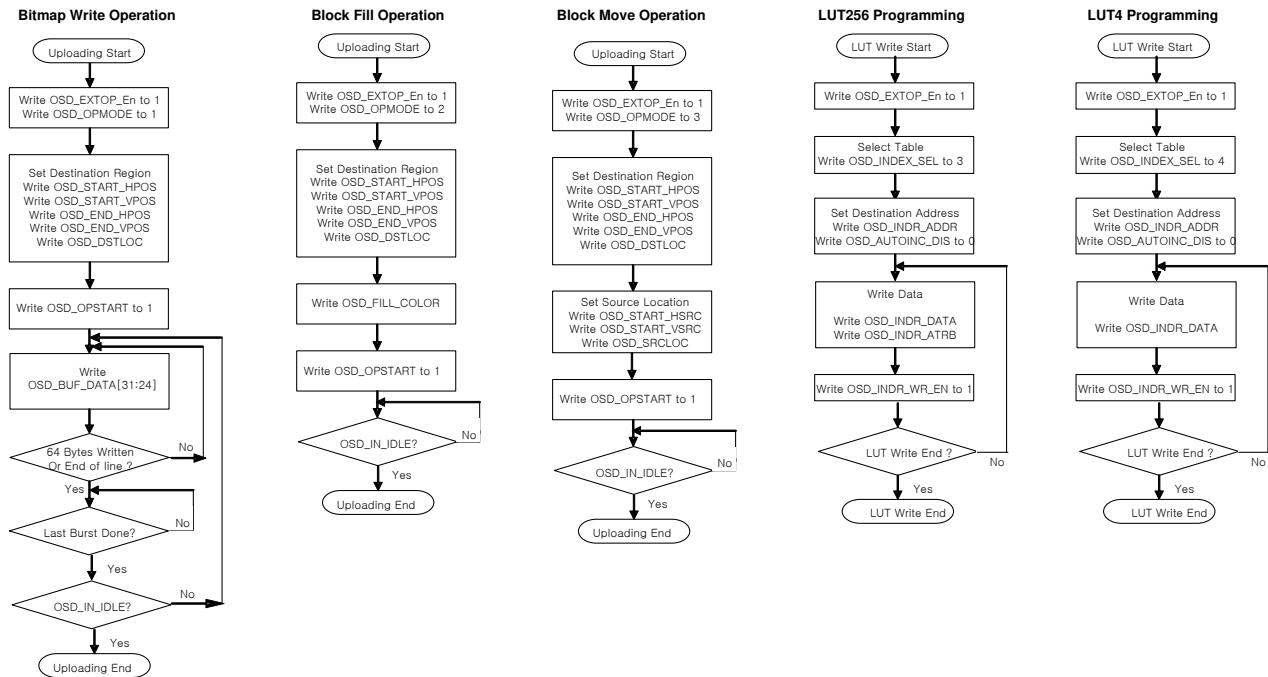 Bitmap Write Operation
Uploading Start
Write OSD_EXTOP_En to 1
Write OSD_OPMODE to 1
Set Destination Region
Write OSD_START_HPOS
Write OSD_START_VPOS
Write OSD_END_HPOS
Write OSD_END_VPOS
Write OSD_DSTLOC
Write OSD_OPSTART to 1
Write
OSD_BUF_DATA[31:24]
64 Bytes Written
Or End of line ?
No
Yes
Last Burst Done?
No
Yes
OSD_IN_IDLE?
No
Yes
Uploading End
Block Fill Operation
Uploading Start
Write OSD_EXTOP_En to 1
Write OSD_OPMODE to 2
Set Destination Region
Write OSD_START_HPOS
Write OSD_START_VPOS
Write OSD_END_HPOS
Write OSD_END_VPOS
Write OSD_DSTLOC
Write OSD_FILL_COLOR
Write OSD_OPSTART to 1
OSD_IN_IDLE?
No
Yes
Uploading End
Block Move Operation
Uploading Start
Write OSD_EXTOP_En to 1
Write OSD_OPMODE to 3
Set Destination Region
Write OSD_START_HPOS
Write OSD_START_VPOS
Write OSD_END_HPOS
Write OSD_END_VPOS
Write OSD_DSTLOC
Set Source Location
Write OSD_START_HSRC
Write OSD_START_VSRC
Write OSD_SRCLOC
Write OSD_OPSTART to 1
OSD_IN_IDLE?
No
Yes
Uploading End
LUT256 Programming
LUT Write Start
Write OSD_EXTOP_En to 1
Select Table
Write OSD_INDEX_SEL to 3
Set Destination Address
Write OSD_INDR_ADDR
Write OSD_AUTOINC_DIS to 0
Write Data
Write OSD_INDR_DATA
Write OSD_INDR_ATRB
Write OSD_INDR_WR_EN to 1
LUT Write End ?
No
Yes
LUT Write End
LUT4 Programming
LUT Write Start
Write OSD_EXTOP_En to 1
Select Table
Write OSD_INDEX_SEL to 4
Set Destination Address
Write OSD_INDR_ADDR
Write OSD_AUTOINC_DIS to 0
Write Data
Write OSD_INDR_DATA
Write OSD_INDR_WR_EN to 1
LUT Write End ?
No
Yes
LUT Write End